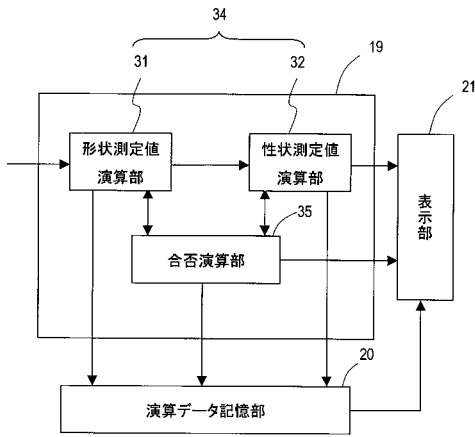 34
31
32
19
21
形状測定値
演算部
性状測定値
演算部
35
合否演算部
表示部
20
演算データ記憶部